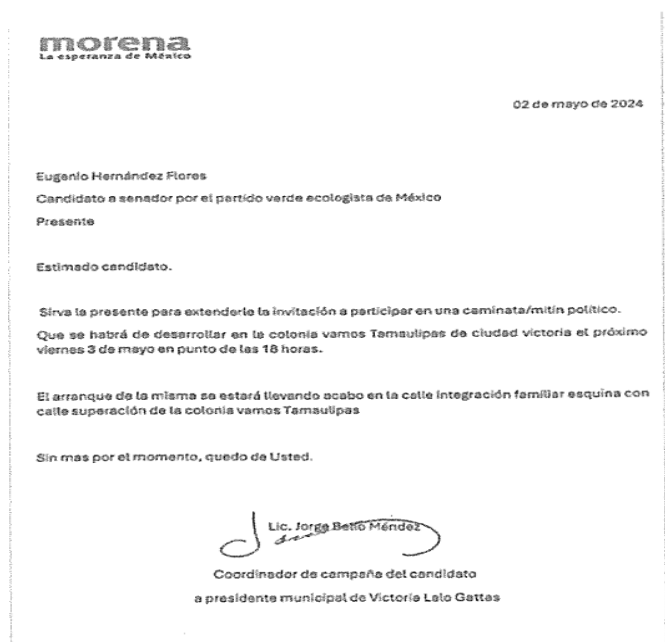 morena
La esperanza de México
02 de mayo de 2024
Eugenio Hernández Flores
Candidato a senador por el partido verde ecologista de México
Presente
Estimado candidato.
Sirva la presente para extenderle la invitación a participar en una caminata/mitin político.
Que se habrá de desarrollar en la colonia vamos Tamaulipas de ciudad victoria el próximo
viernes 3 de mayo en punto de las 18 horas.
El arranque de la misma se estará llevando acabo en la calle integración familiar esquina con
calle superación de la colonia vamos Tamaulipas
Sin mas por el momento, quedo de Usted.
Lic. Jorge Bello Méndez
Coordinador de campaña del candidato
a presidente municipal de Victoria Lalo Gattas